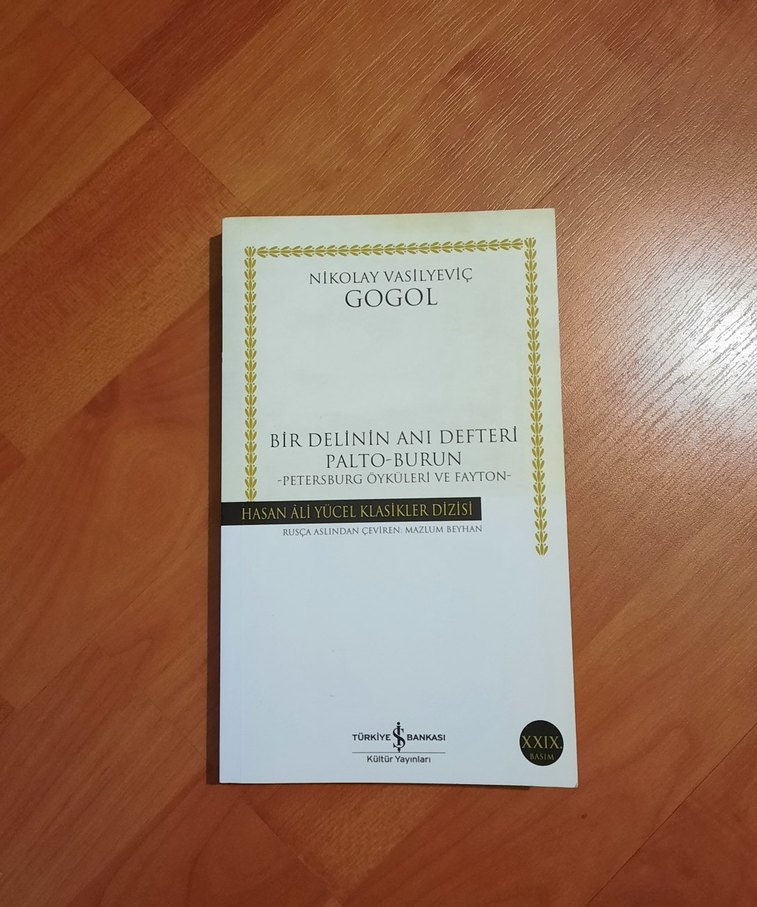 NİKOLAY VASİLYEVİÇ
GOGOL
BİR DELİNİN ANI DEFTERİ
PALTO-BURUN
-PETERSBURG ÖYKÜLERİ VE FAYTON-
HASAN ÂLİ YÜCEL KLASİKLER DİZİSİ
RUSÇA ASLINDAN ÇEVİREN: MAZLUM BEYHAN
TÜRKİYE İŞ BANKASI
Kültür Yayınları
XXIX.
BASIM